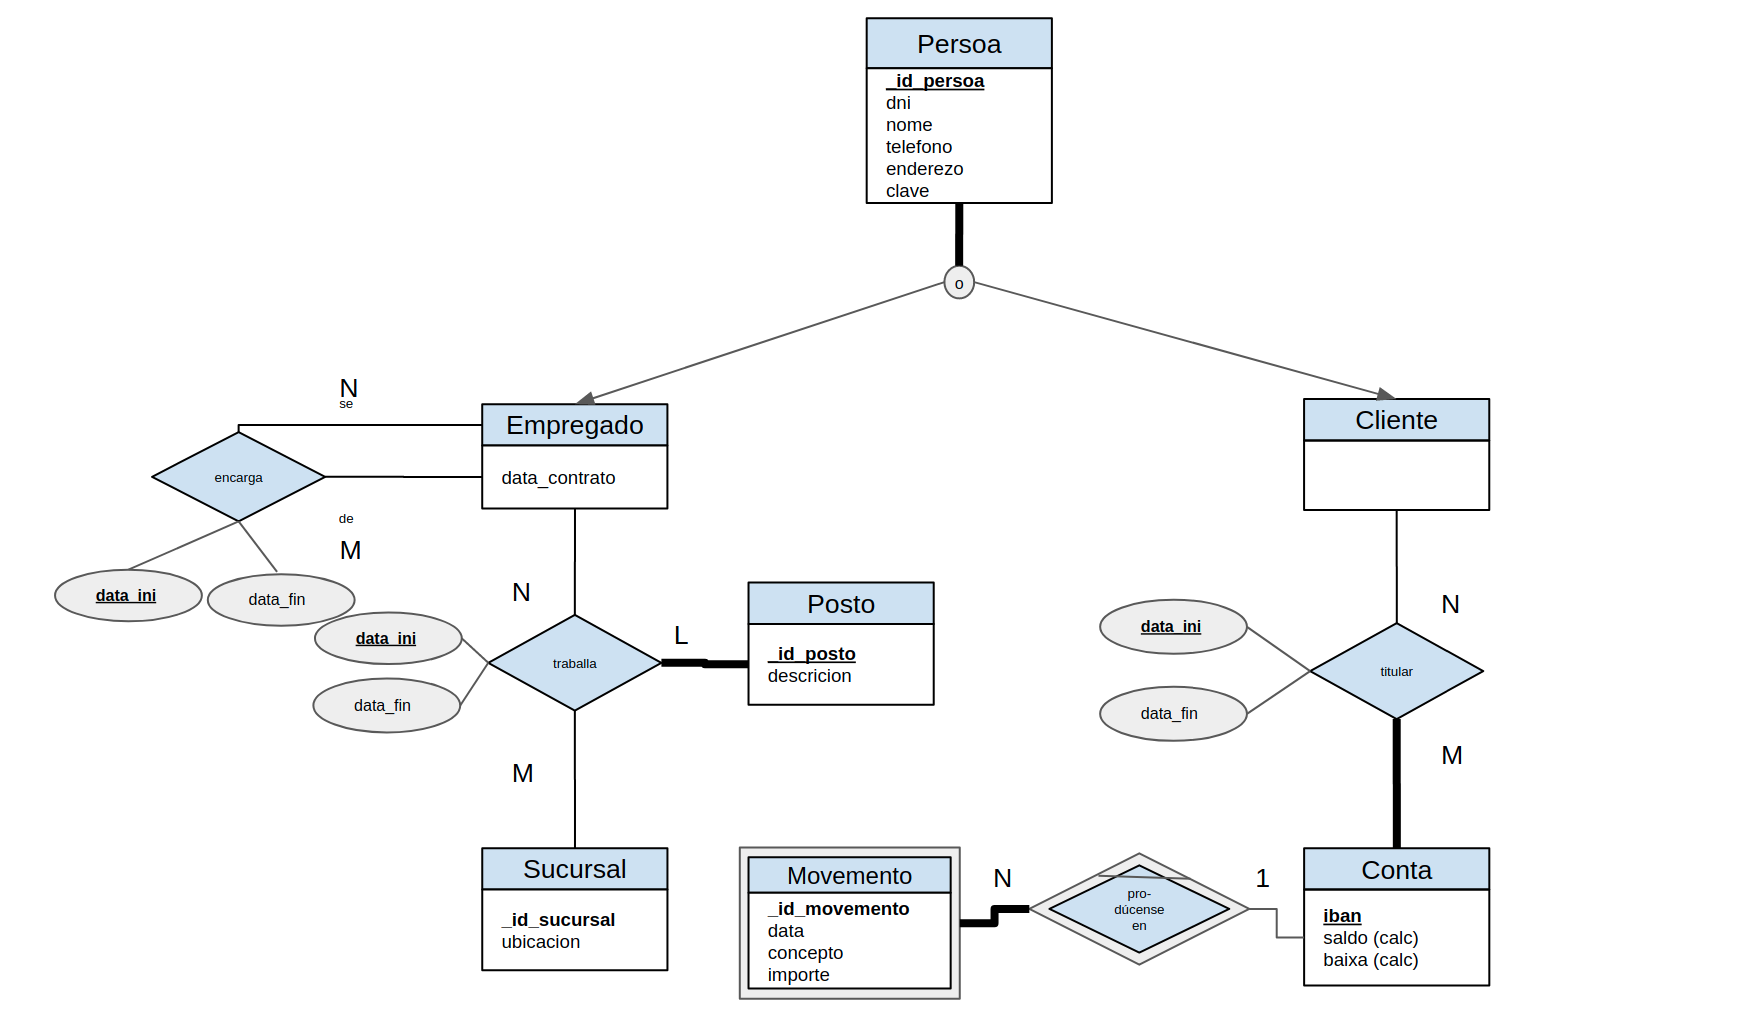 Persoa
_id_persoa
dni
nome
telefono
enderezo
clave
o
N
se
Empregado
data_contrato
encarga
de
M
data_ini
data_fin
Cliente
N
data_ini
data_fin
traballa
L
Posto
_id_posto
descricion
M
N
data_ini
data_fin
titular
M
Sucursal
_id_sucursal
ubicacion
Movemento
_id_movemento
data
concepto
importe
N
pro-
dúcense
en
1
Conta
iban
saldo (calc)
baixa (calc)